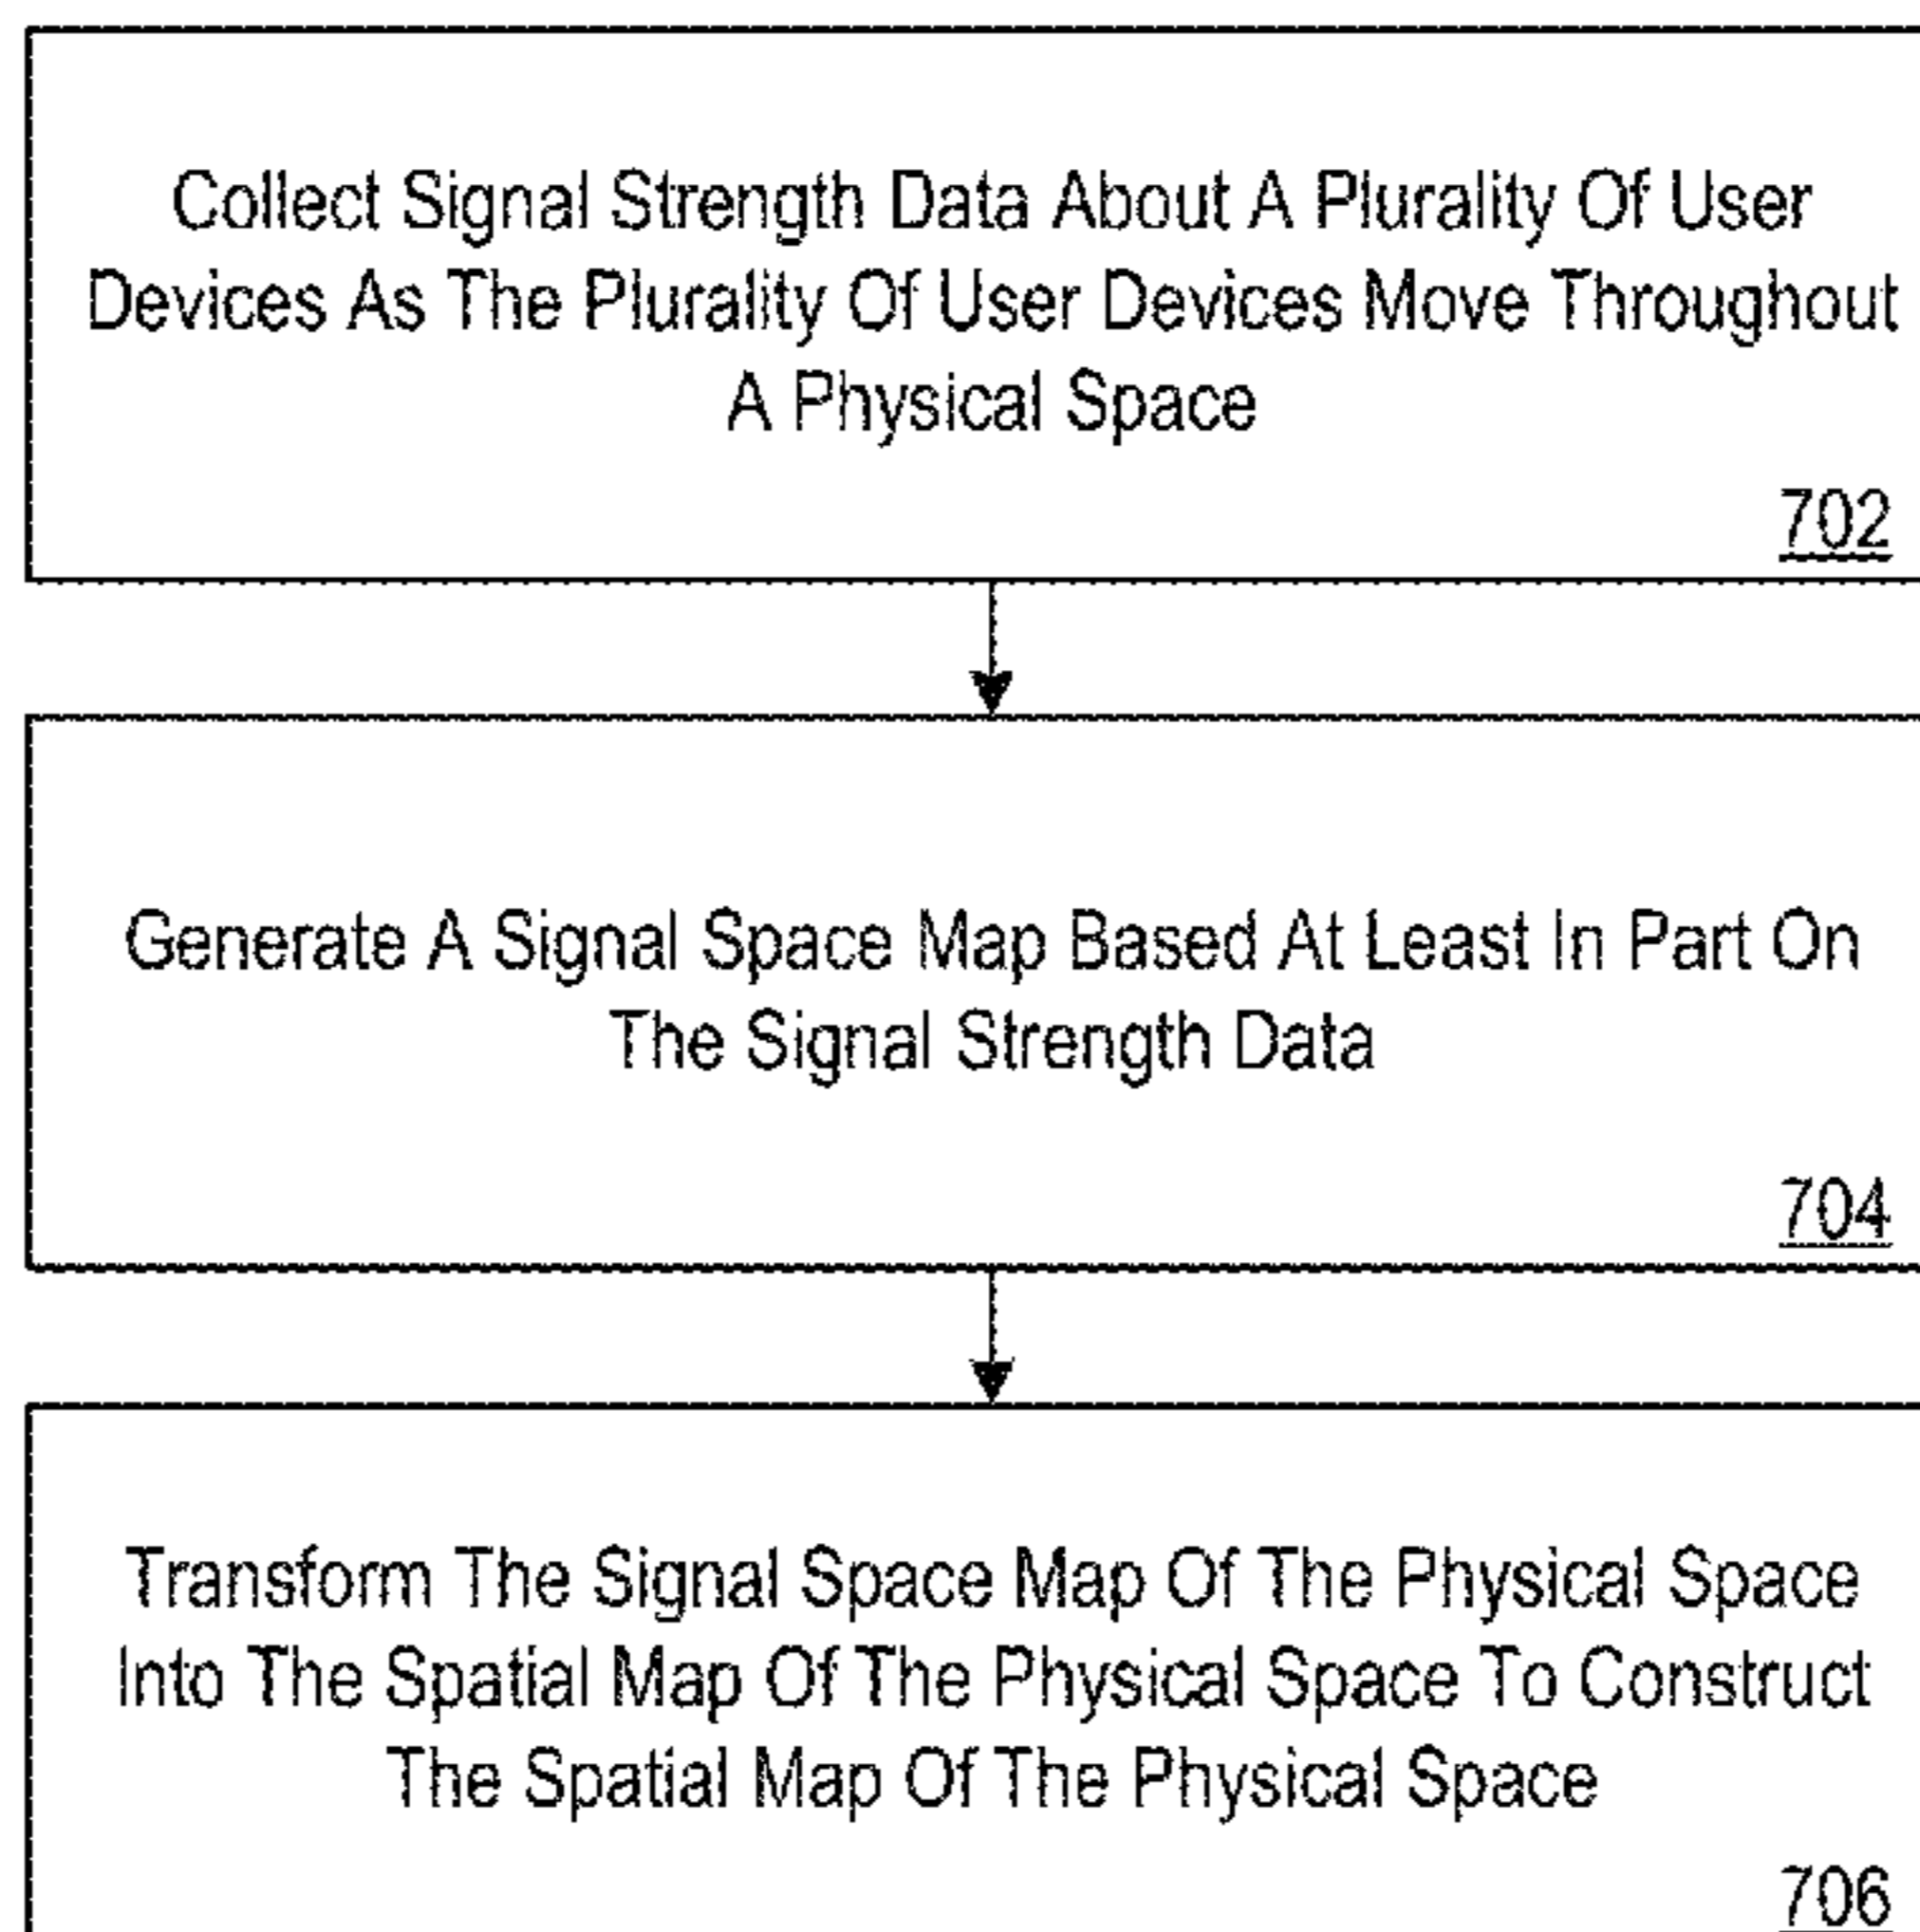 Collect Signal Strength Data About A Plurality Of User
Devices As The Plurality Of User Devices Move Throughout
A Physical Space
702
Generate A Signal Space Map Based At Least In Part On
The Signal Strength Data
704
Transform The Signal Space Map Of The Physical Space
Into The Spatial Map Of The Physical Space To Construct
The Spatial Map Of The Physical Space
706